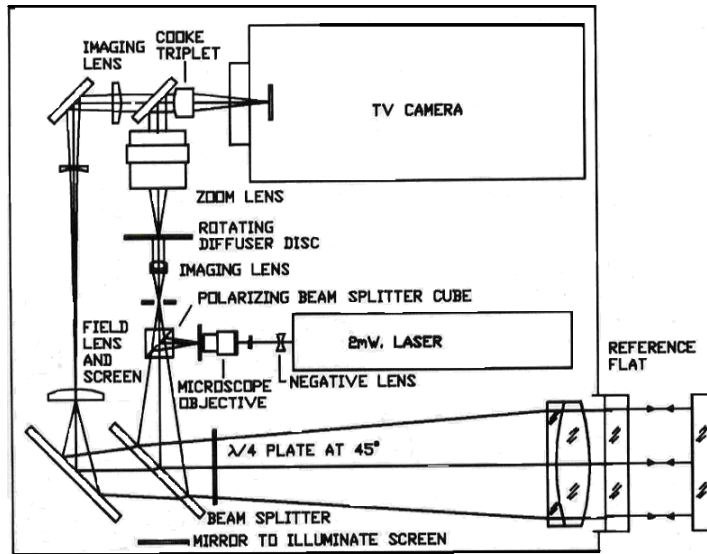 COOKE
TRIPLET
IMAGING
LENS
TV CAMERA
ZOOM LENS
ROTATING
DIFFUSER DISC
IMAGING LENS
POLARIZING BEAM SPLITTER CUBE
FIELD
LENS
AND
SCREEN
2mW. LASER
REFERENCE
FLAT
MICROSCOPE
OBJECTIVE
NEGATIVE LENS
λ/4 PLATE AT 45°
BEAM SPLITTER
MIRROR TO ILLUMINATE SCREEN